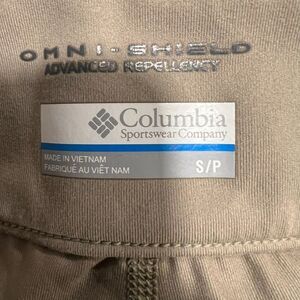 OMNI-SHIELD
ADVANCED REPELLENCY
Columbia
Sportswear Company
MADE IN VIETNAM
FABRIQUÉ AU VIÊT NAM
S/P